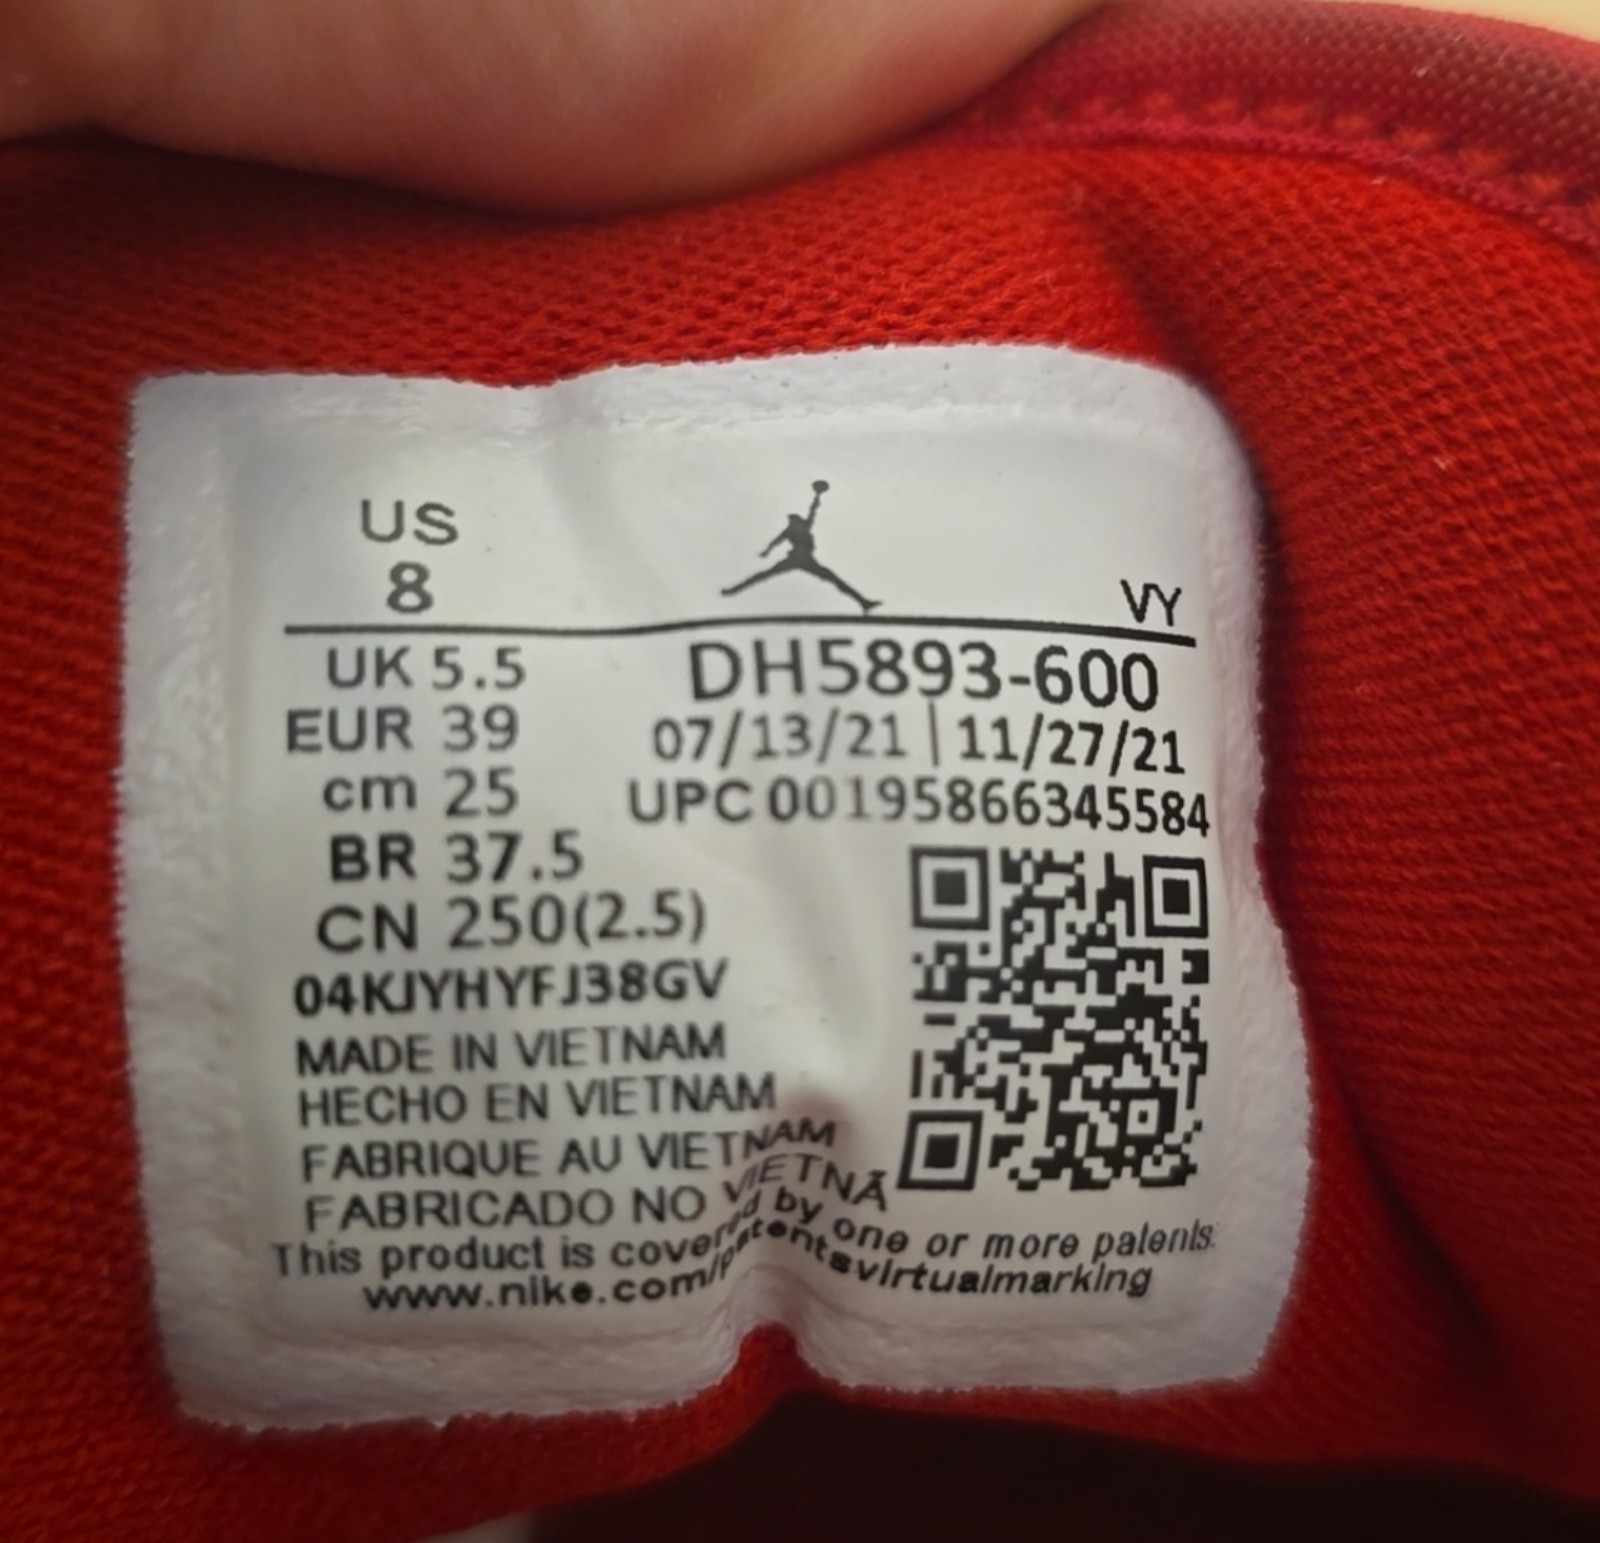 US
8
VY
UK 5.5
DH5893-600
EUR 39
07/13/21 | 11/27/21
cm 25
UPC 00195866345584
BR 37.5
CN 250(2.5)
04KJYHYFJ38GV
MADE IN VIETNAM
HECHO EN VIETNAM
FABRIQUE AU VIETNAM
FABRICADO NO VIETNÃ
This product is covered by one or more patents.
www.nike.com/patentsvirtualmarking